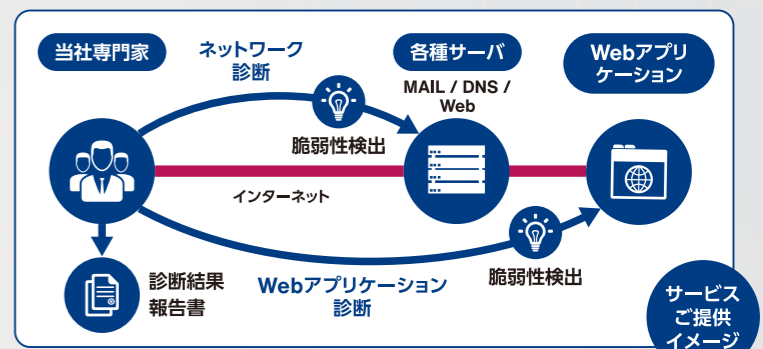 当社専門家
ネットワーク
診断
各種サーバ
MAIL / DNS /
Web
Webアプリ
ケーション
脆弱性検出
インターネット
診断結果
報告書
Webアプリケーション
診断
脆弱性検出
サービス
ご提供
イメージ